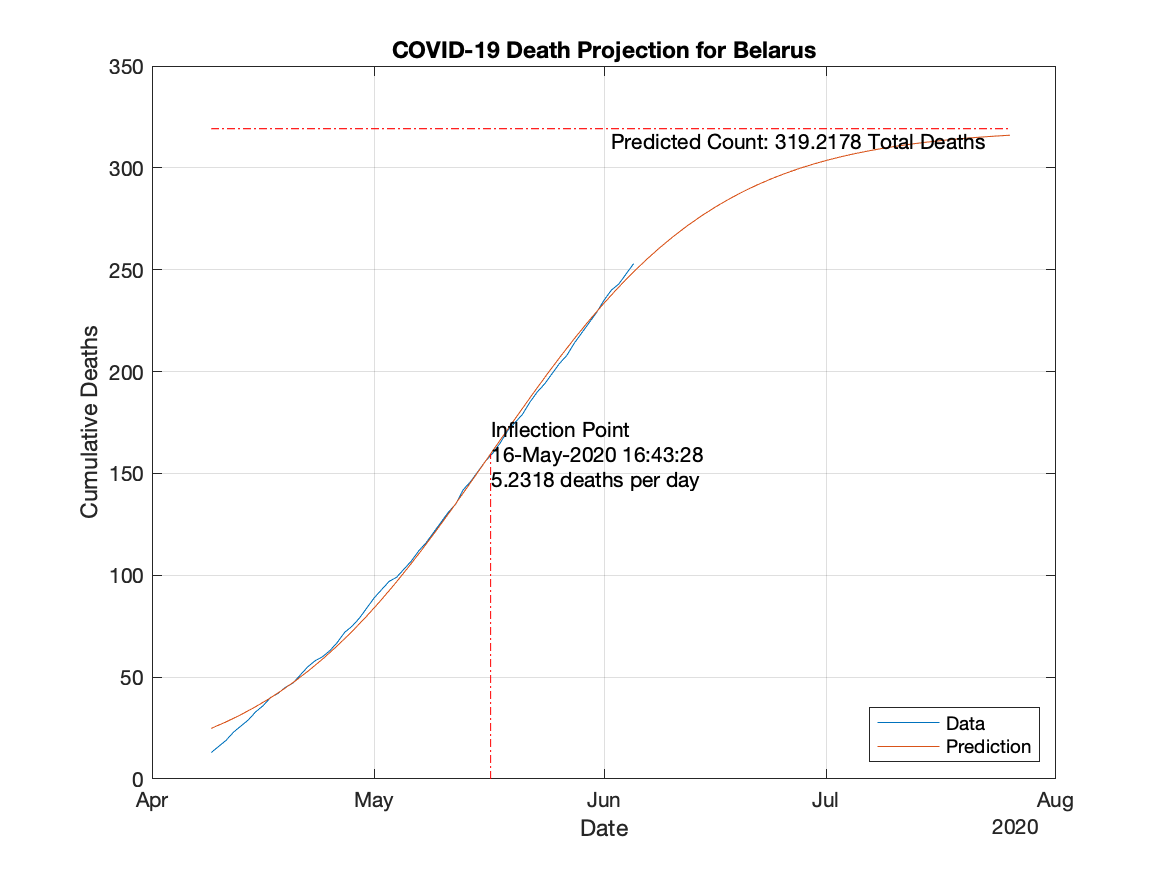 COVID-19 Death Projection for Belarus
350
300
250
200
150
100
50
0
Cumulative Deaths
Predicted Count: 319.2178 Total Deaths
Inflection Point
16-May-2020 16:43:28
5.2318 deaths per day
Data
Prediction
Apr May Jun Jul Aug
Date
2020